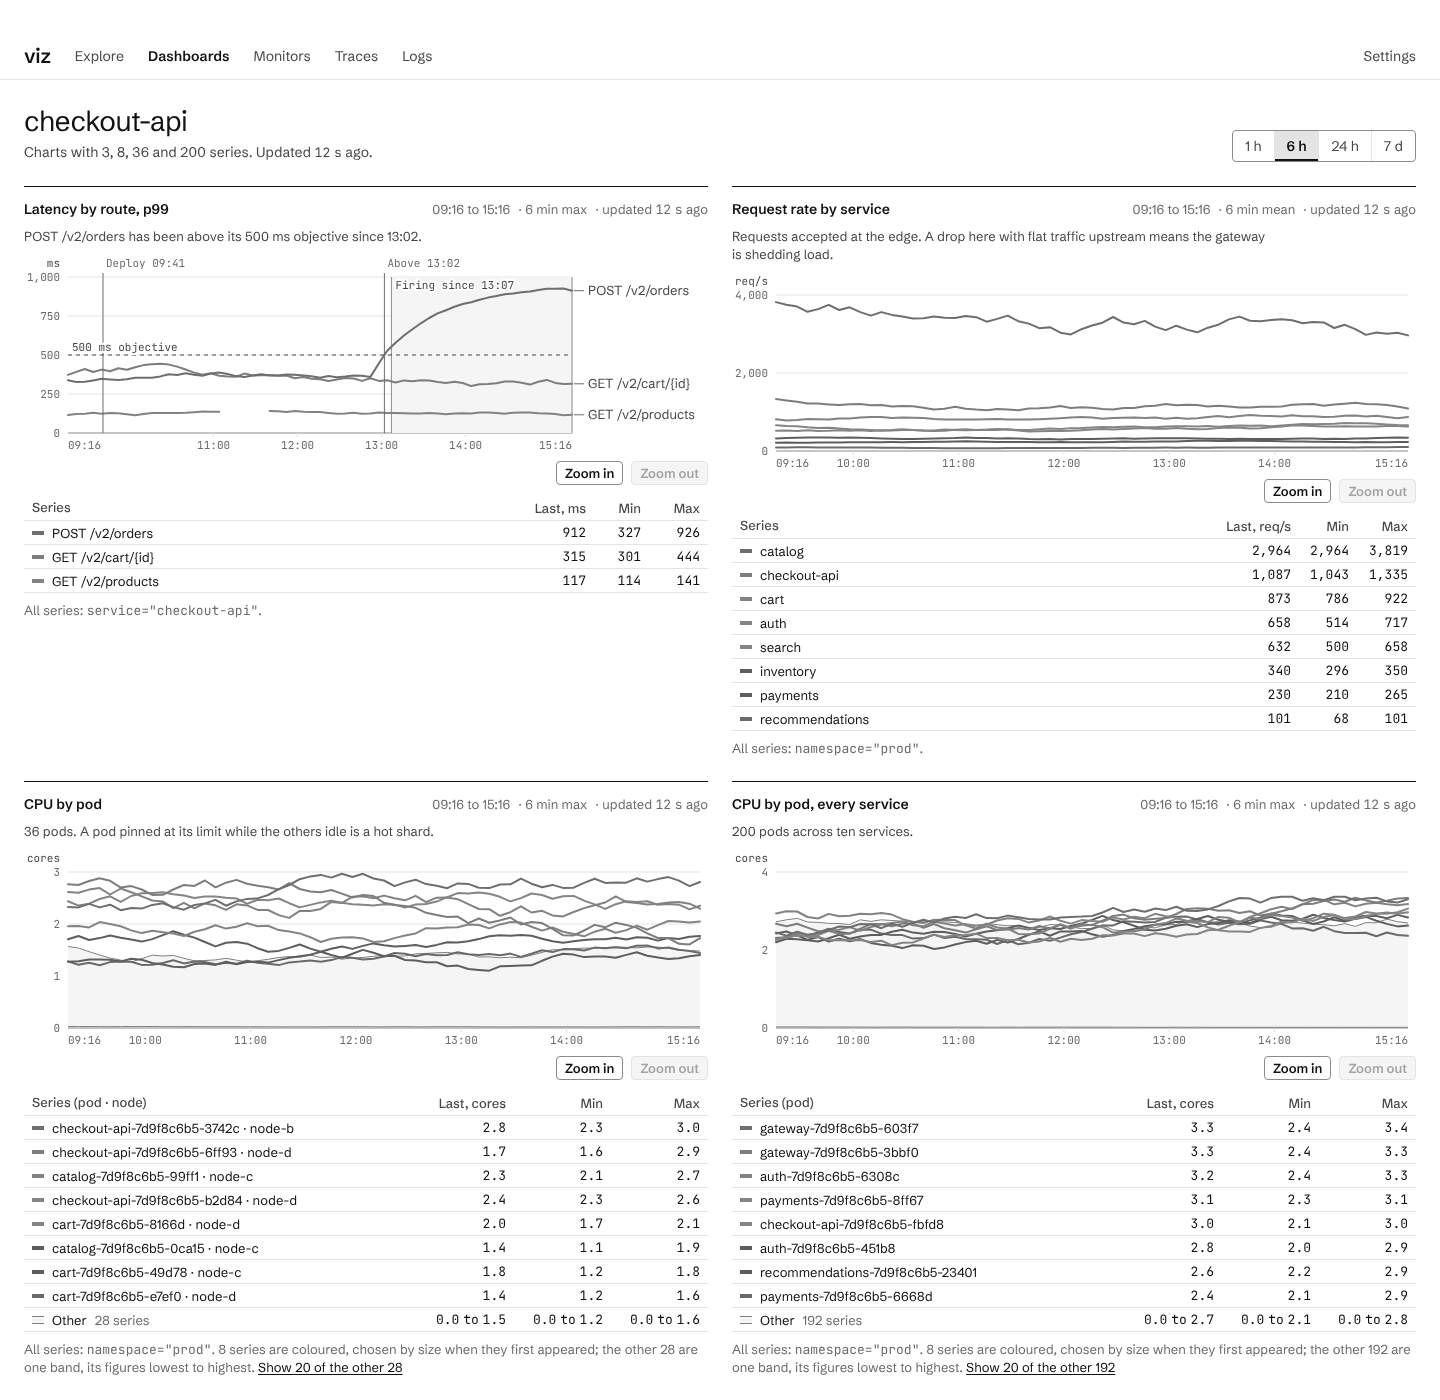 viz Explore Dashboards Monitors Traces Logs Settings
checkout-api
Charts with 3, 8, 36 and 200 series. Updated 12 s ago.
1 h 6 h 24 h 7 d
Latency by route, p99 09:16 to 15:16 · 6 min max · updated 12 s ago
POST /v2/orders has been above its 500 ms objective since 13:02.
ms Deploy 09:41 Above 13:02
1,000
Firing since 13:07
POST /v2/orders
750
500 ms objective
500
GET /v2/cart/{id}
250
GET /v2/products
0
09:16 11:00 12:00 13:00 14:00 15:16
Zoom in Zoom out
Series Last, ms Min Max
POST /v2/orders 912 327 926
GET /v2/cart/{id} 315 301 444
GET /v2/products 117 114 141
All series: service="checkout-api".
Request rate by service 09:16 to 15:16 · 6 min mean · updated 12 s ago
Requests accepted at the edge. A drop here with flat traffic upstream means the gateway
is shedding load.
req/s
4,000
2,000
0
09:16 10:00 11:00 12:00 13:00 14:00 15:16
Zoom in Zoom out
Series Last, req/s Min Max
catalog 2,964 2,964 3,819
checkout-api 1,087 1,043 1,335
cart 873 786 922
auth 658 514 717
search 632 500 658
inventory 340 296 350
payments 230 210 265
recommendations 101 68 101
All series: namespace="prod".
CPU by pod 09:16 to 15:16 · 6 min max · updated 12 s ago
36 pods. A pod pinned at its limit while the others idle is a hot shard.
cores
3
2
1
0
09:16 10:00 11:00 12:00 13:00 14:00 15:16
Zoom in Zoom out
Series (pod · node) Last, cores Min Max
checkout-api-7d9f8c6b5-3742c · node-b 2.8 2.3 3.0
checkout-api-7d9f8c6b5-6ff93 · node-d 1.7 1.6 2.9
catalog-7d9f8c6b5-99ff1 · node-c 2.3 2.1 2.7
checkout-api-7d9f8c6b5-b2d84 · node-d 2.4 2.3 2.6
cart-7d9f8c6b5-8166d · node-d 2.0 1.7 2.1
catalog-7d9f8c6b5-0ca15 · node-c 1.4 1.1 1.9
cart-7d9f8c6b5-49d78 · node-c 1.8 1.2 1.8
cart-7d9f8c6b5-e7ef0 · node-d 1.4 1.2 1.6
Other 28 series 0.0 to 1.5 0.0 to 1.2 0.0 to 1.6
All series: namespace="prod". 8 series are coloured, chosen by size when they first appeared; the other 28 are
one band, its figures lowest to highest. Show 20 of the other 28
CPU by pod, every service 09:16 to 15:16 · 6 min max · updated 12 s ago
200 pods across ten services.
cores
4
2
0
09:16 10:00 11:00 12:00 13:00 14:00 15:16
Zoom in Zoom out
Series (pod) Last, cores Min Max
gateway-7d9f8c6b5-603f7 3.3 2.4 3.4
gateway-7d9f8c6b5-3bbf0 3.3 2.4 3.3
auth-7d9f8c6b5-6308c 3.2 2.4 3.3
payments-7d9f8c6b5-8ff67 3.1 2.3 3.1
checkout-api-7d9f8c6b5-fbfd8 3.0 2.1 3.0
auth-7d9f8c6b5-451b8 2.8 2.0 2.9
recommendations-7d9f8c6b5-23401 2.6 2.2 2.9
payments-7d9f8c6b5-6668d 2.4 2.1 2.9
Other 192 series 0.0 to 2.7 0.0 to 2.1 0.0 to 2.8
All series: namespace="prod". 8 series are coloured, chosen by size when they first appeared; the other 192 are
one band, its figures lowest to highest. Show 20 of the other 192